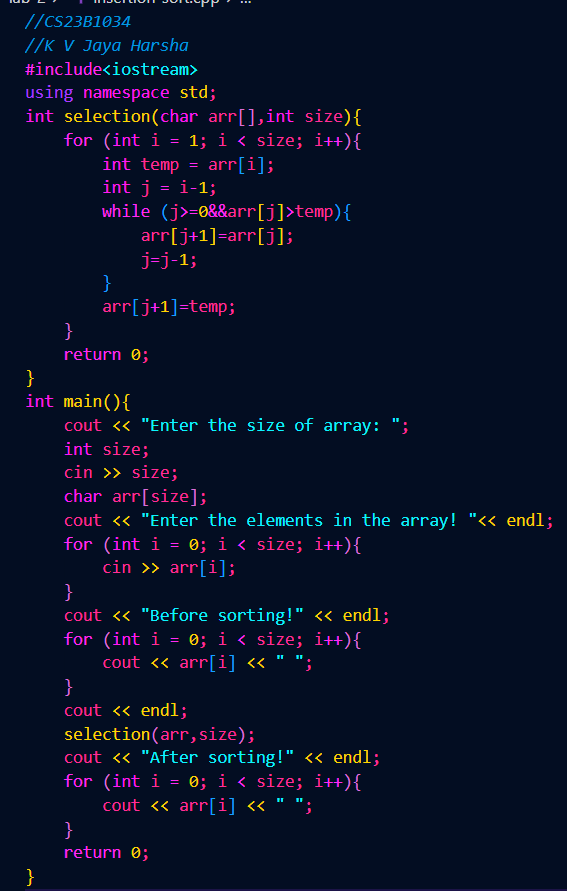 insertion-sort.cpp > ...
//CS23B1034
//K V Jaya Harsha
#include<iostream>
using namespace std;
int selection(char arr[],int size){
    for (int i = 1; i < size; i++){
        int temp = arr[i];
        int j = i-1;
        while (j>=0&&arr[j]>temp){
            arr[j+1]=arr[j];
            j=j-1;
        }
        arr[j+1]=temp;
    }
    return 0;
}
int main(){
    cout << "Enter the size of array: ";
    int size;
    cin >> size;
    char arr[size];
    cout << "Enter the elements in the array! "<< endl;
    for (int i = 0; i < size; i++){
        cin >> arr[i];
    }
    cout << "Before sorting!" << endl;
    for (int i = 0; i < size; i++){
        cout << arr[i] << " ";
    }
    cout << endl;
    selection(arr,size);
    cout << "After sorting!" << endl;
    for (int i = 0; i < size; i++){
        cout << arr[i] << " ";
    }
    return 0;
}